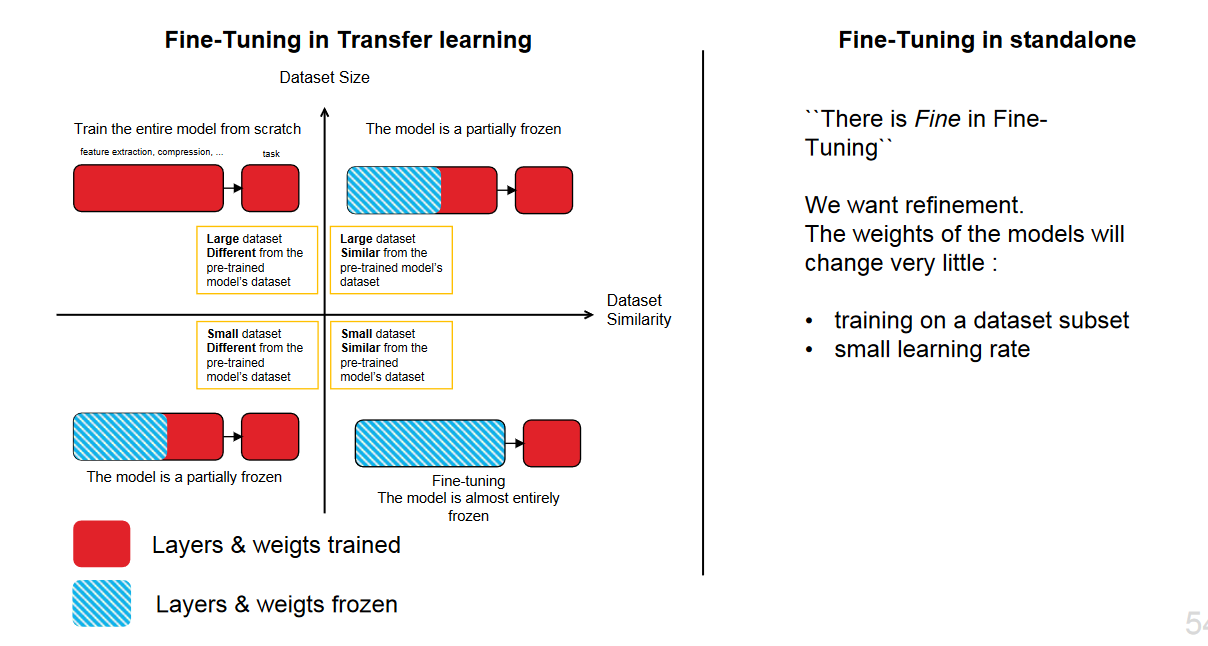 Fine-Tuning in Transfer learning
Dataset Size
Train the entire model from scratch
feature extraction, compression, ...
task
The model is a partially frozen
Large dataset
Different from the
pre-trained
model's dataset
Large dataset
Similar from the
pre-trained model's
dataset
Dataset
Similarity
Small dataset
Different from the
pre-trained
model's dataset
Small dataset
Similar from the
pre-trained
model's dataset
The model is a partially frozen
Fine-tuning
The model is almost entirely
frozen
Layers & weigts trained
Layers & weigts frozen
Fine-Tuning in standalone
``There is Fine in Fine-
Tuning``
We want refinement.
The weights of the models will
change very little :
• training on a dataset subset
• small learning rate
54